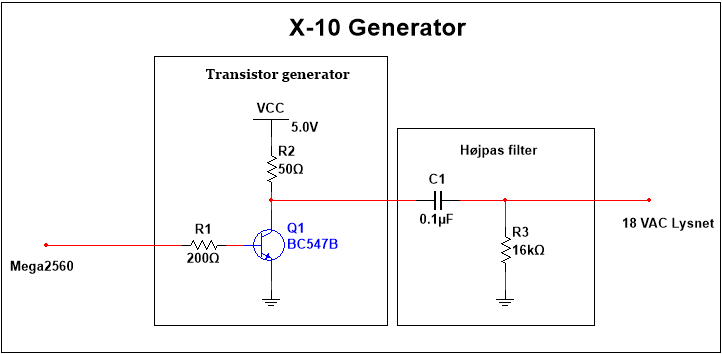 X-10 Generator
Transistor generator
VCC
5.0V
R2
50Ω
Q1
BC547B
R1
200Ω
Mega2560
Højpas filter
C1
0.1µF
R3
16kΩ
18 VAC Lysnet